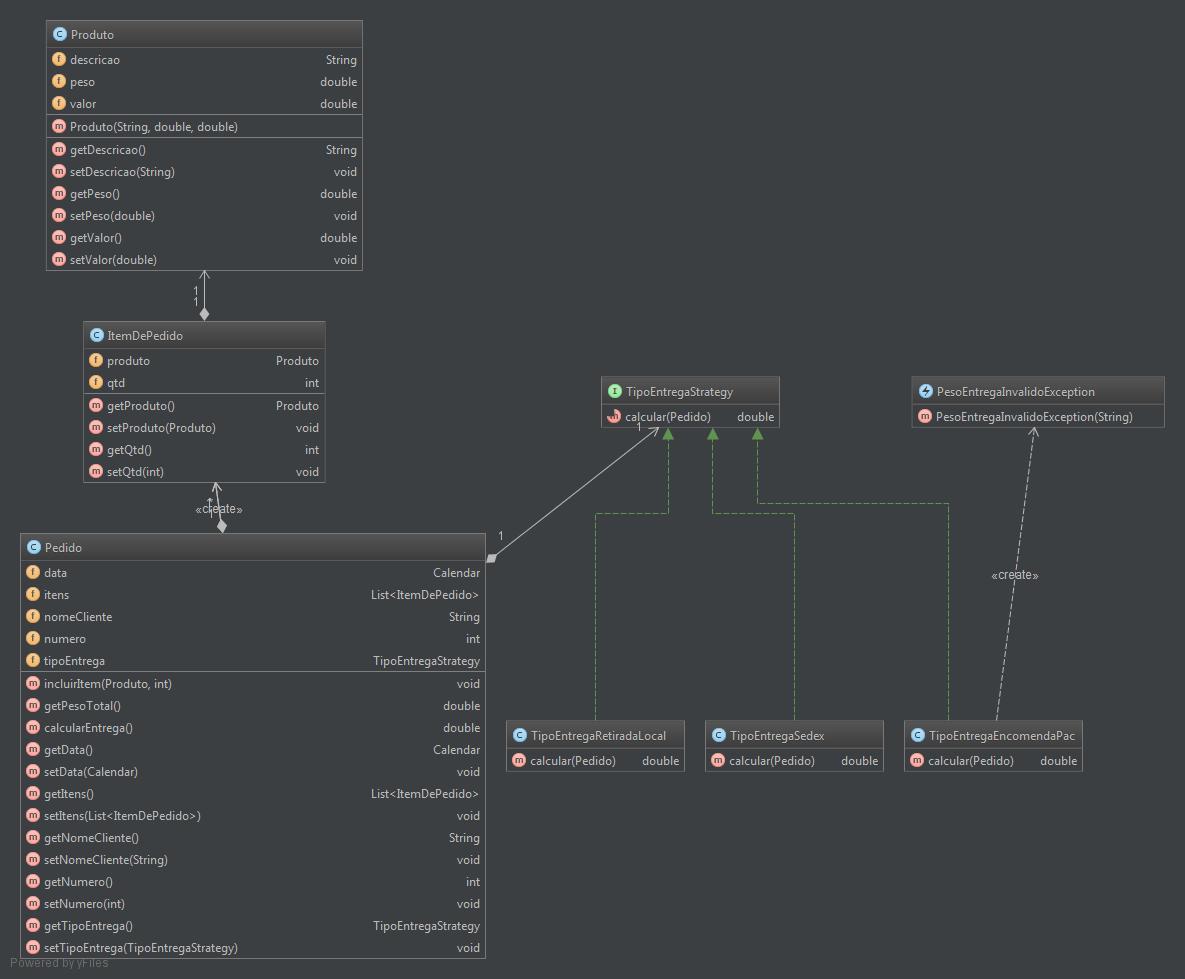 Produto
descricao String
peso double
valor double
Produto(String, double, double)
getDescricao() String
setDescricao(String) void
getPeso() double
setPeso(double) void
getValor() double
setValor(double) void
1
1
ItemDePedido
produto Produto
qtd int
getProduto() Produto
setProduto(Produto) void
getQtd() int
setQtd(int) void
TipoEntregaStrategy
calcular(Pedido) double
1
PesoEntregaInvalidoException
PesoEntregaInvalidoException(String)
«create»
1
Pedido
data Calendar
itens List<ItemDePedido>
nomeCliente String
numero int
tipoEntrega TipoEntregaStrategy
incluirItem(Produto, int) void
getPesoTotal() double
calcularEntrega() double
getData() Calendar
setData(Calendar) void
getItens() List<ItemDePedido>
setItens(List<ItemDePedido>) void
getNomeCliente() String
setNomeCliente(String) void
getNumero() int
setNumero(int) void
getTipoEntrega() TipoEntregaStrategy
setTipoEntrega(TipoEntregaStrategy) void
«create»
TipoEntregaRetiradaLocal
calcular(Pedido) double
TipoEntregaSedex
calcular(Pedido) double
TipoEntregaEncomendaPac
calcular(Pedido) double
Powered by yFiles